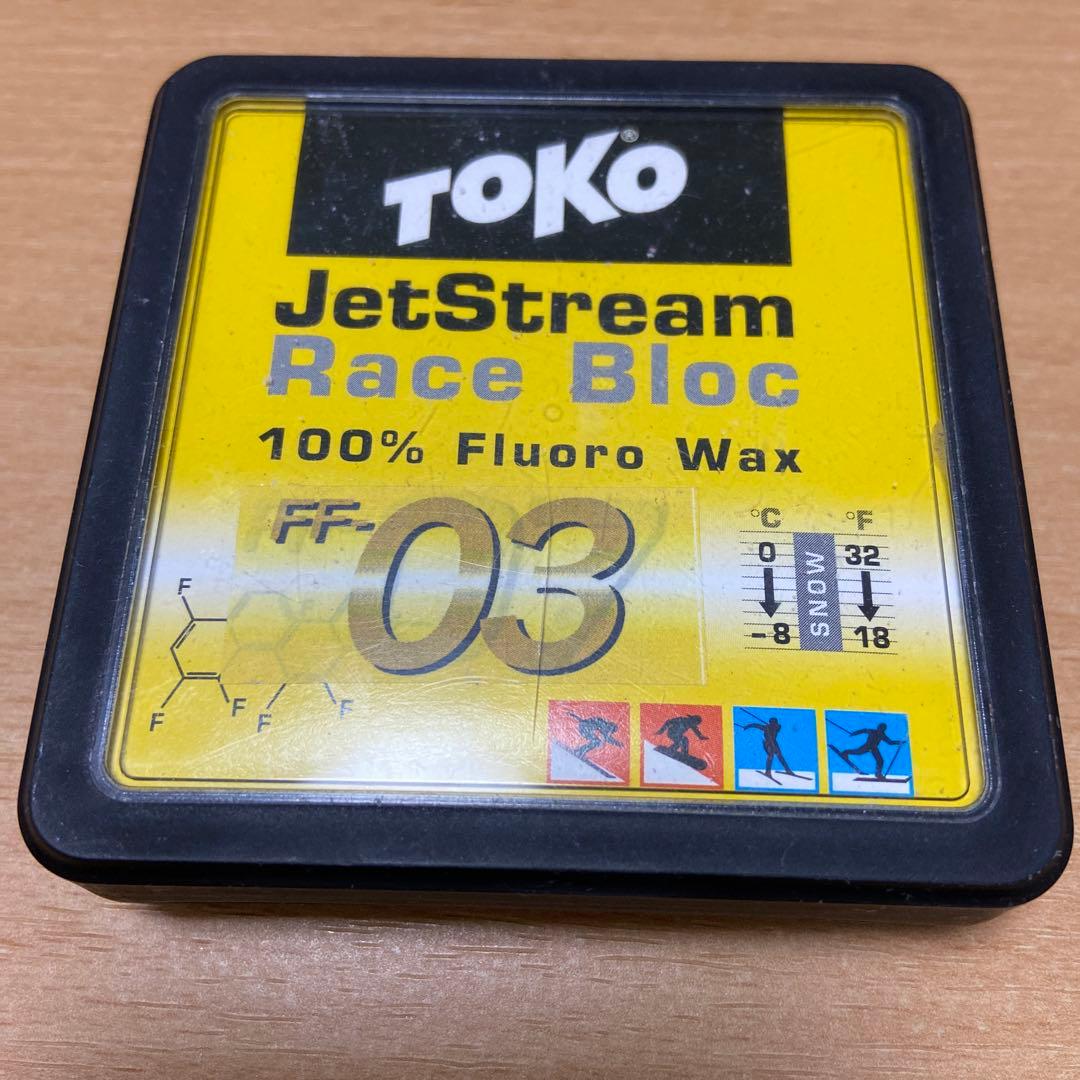 TOKO®
JetStream
Race Bloc
100% Fluoro Wax
FF-03
°C °F
0 SNOW 32
-8 18
F
F
F
F
F